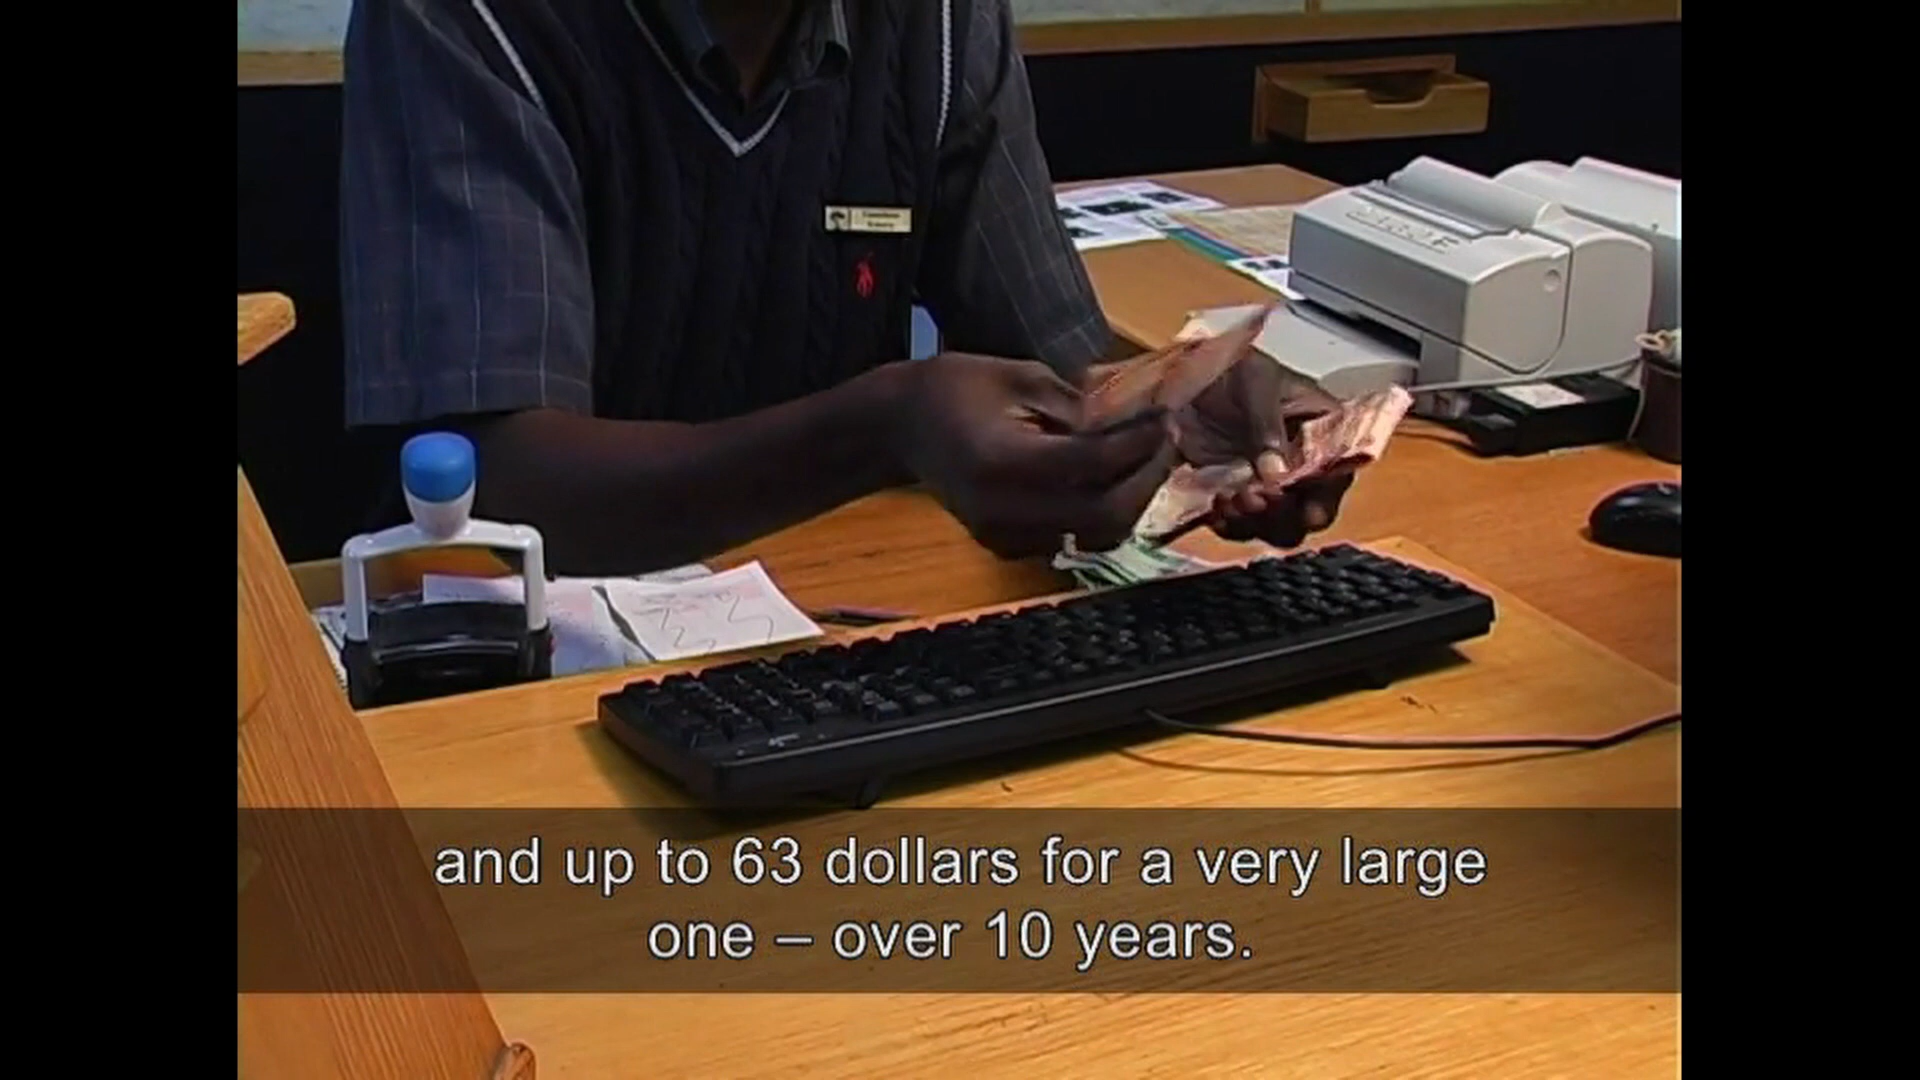 and up to 63 dollars for a very large
one – over 10 years.